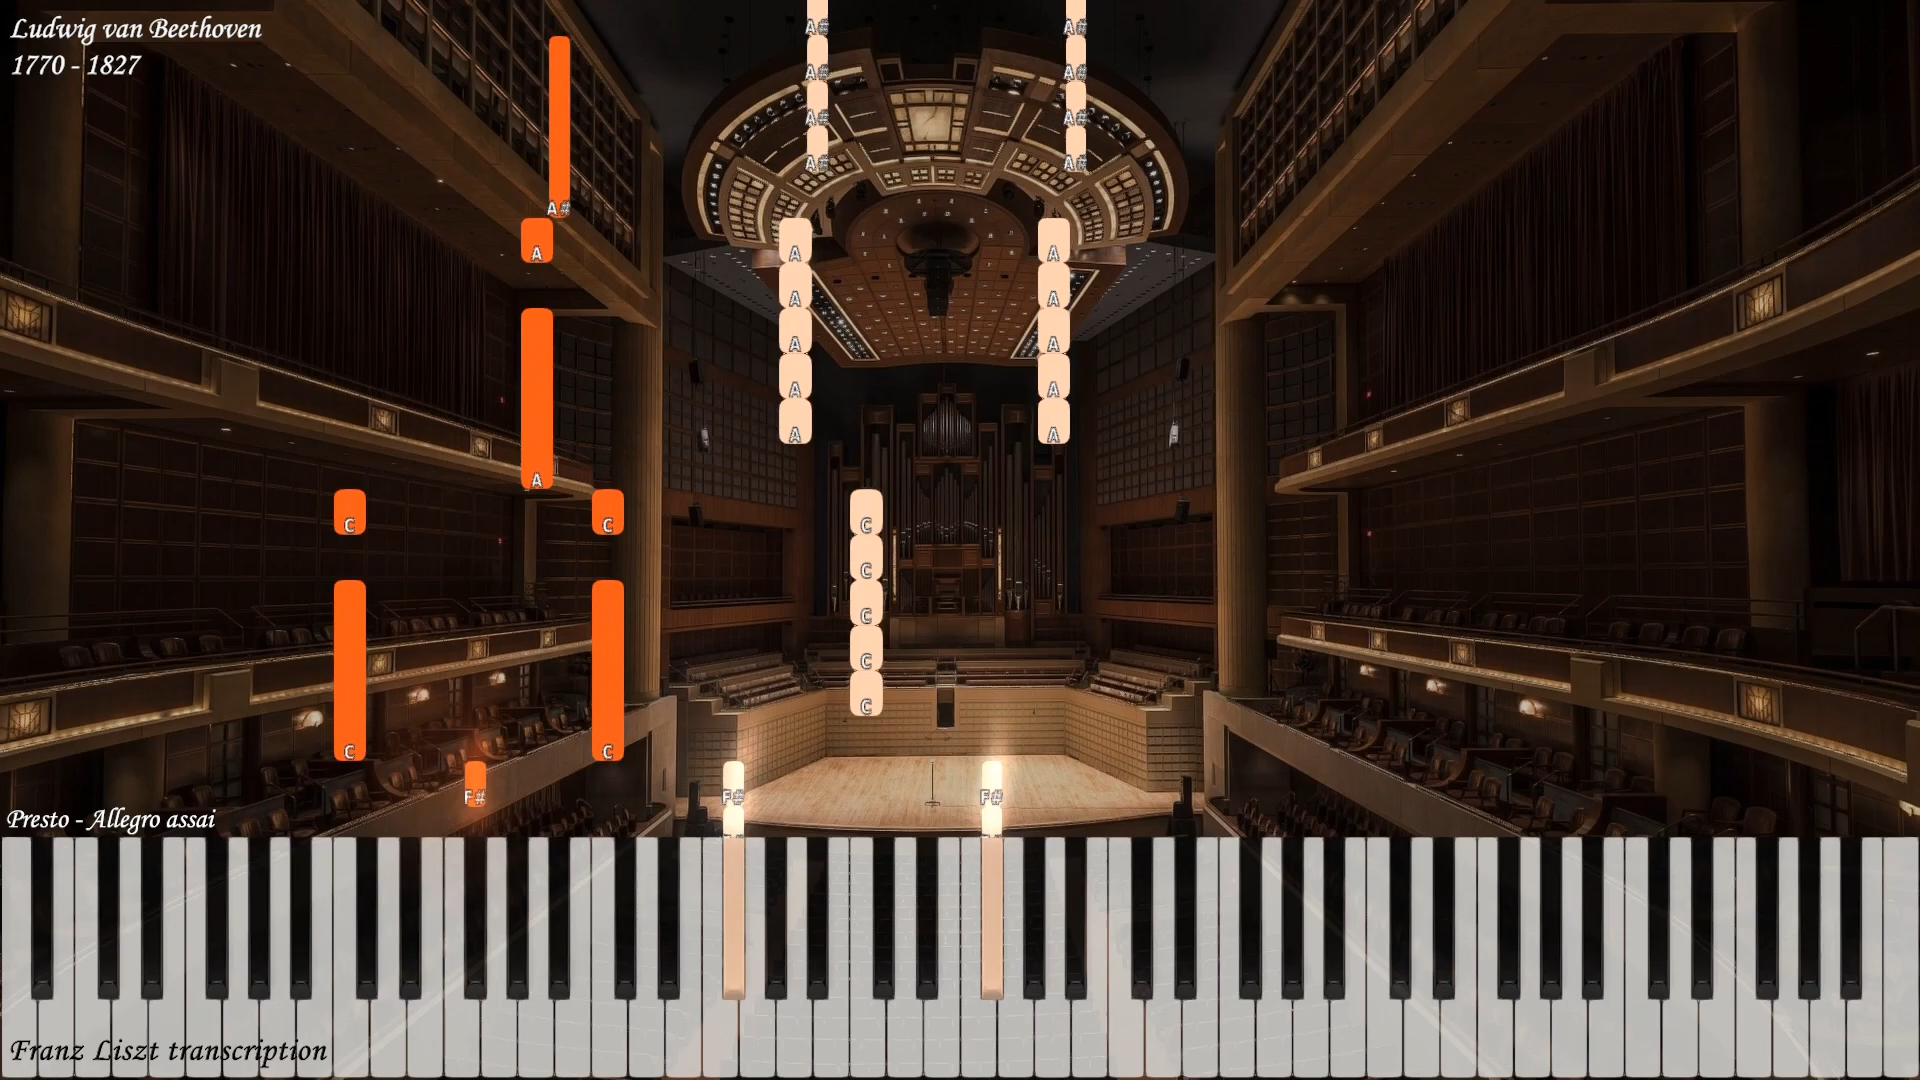 Ludwig van Beethoven
1770 - 1827
A# A#
A# A#
A# A#
A# A#
A#
A A A
A A
A A
A A
A A
A
C C C
C
C
C
C
C C
F# F# F#
Presto - Allegro assai
Franz Liszt transcription